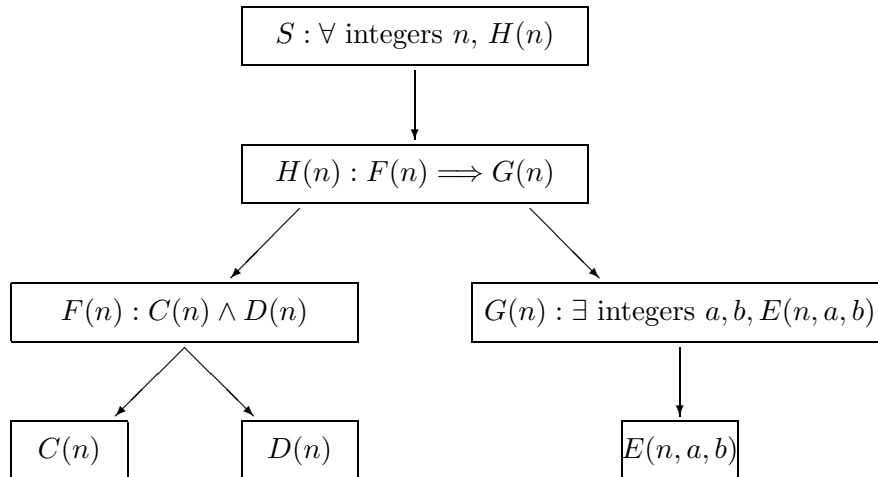 S : ∀ integers n, H(n)
H(n) : F(n) ⟹ G(n)
F(n) : C(n) ∧ D(n)
G(n) : ∃ integers a, b, E(n, a, b)
C(n)
D(n)
E(n, a, b)